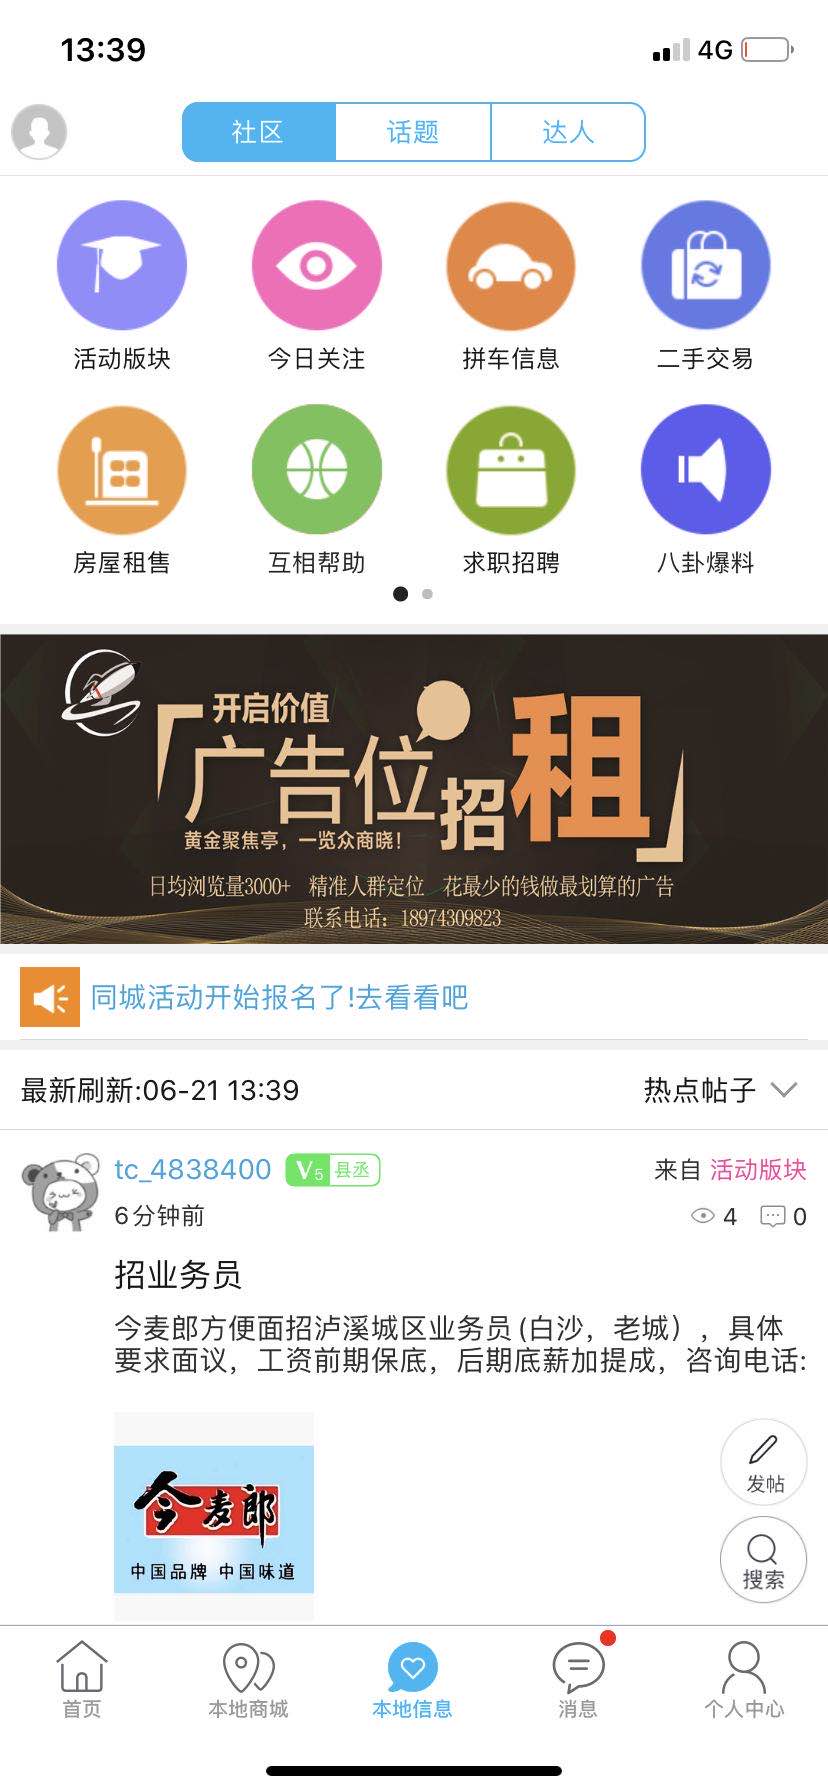 13:39
4G
社区 话题 达人
活动版块 今日关注 拼车信息 二手交易
房屋租售 互相帮助 求职招聘 八卦爆料
开启价值
「广告位招租」
黄金聚焦亭，一览众商晓！
日均浏览量3000+ 精准人群定位 花最少的钱做最划算的广告
联系电话：18974309823
同城活动开始报名了!去看看吧
最新刷新:06-21 13:39 热点帖子
tc_4838400 V5 县丞 来自 活动版块
6分钟前 4 0
招业务员
今麦郎方便面招泸溪城区业务员(白沙，老城），具体
要求面议，工资前期保底，后期底薪加提成，咨询电话:
今麦郎
中国品牌 中国味道
发帖
搜索
首页 本地商城 本地信息 消息 个人中心